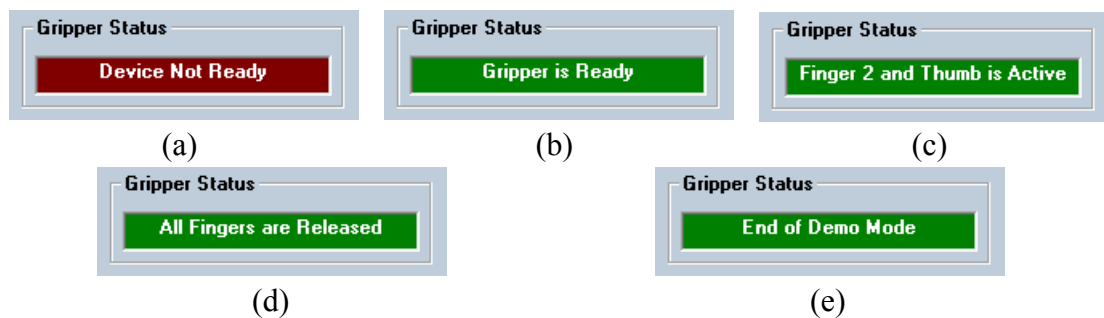 Gripper Status
Device Not Ready
(a)
Gripper Status
Gripper is Ready
(b)
Gripper Status
Finger 2 and Thumb is Active
(c)
Gripper Status
All Fingers are Released
(d)
Gripper Status
End of Demo Mode
(e)